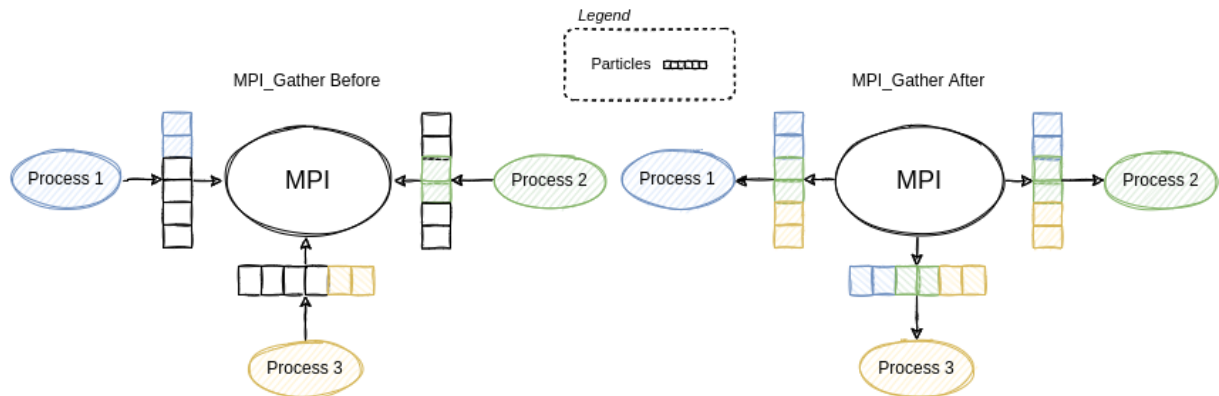 Legend
Particles
MPI_Gather Before
Process 1
MPI
Process 2
Process 3
MPI_Gather After
Process 1
MPI
Process 2
Process 3